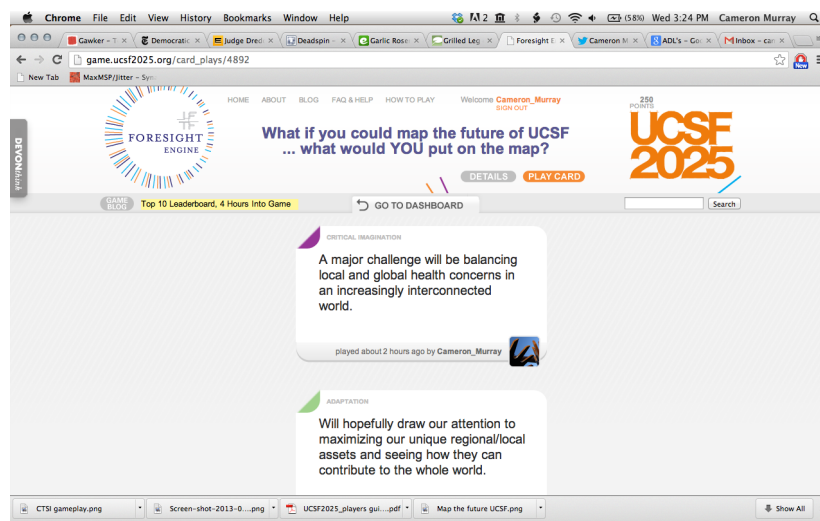 Chrome File Edit View History Bookmarks Window Help 2 (58%) Wed 3:24 PM Cameron Murray
Gawker – T Democratic Judge Dred Deadspin – Garlic Rose Grilled Leg Foresight E Cameron M ADL's – Go Inbox – ca
game.ucsf2025.org/card_plays/4892
New
New Tab MaxMSP/Jitter – Syn
HOME ABOUT BLOG FAQ & HELP HOW TO PLAY Welcome Cameron_Murray
SIGN OUT
250
POINTS
FORESIGHT
ENGINE
What if you could map the future of UCSF
... what would YOU put on the map?
UCSF
2025
DETAILS PLAY CARD
DEVONthink
GAME
BLOG
Top 10 Leaderboard, 4 Hours Into Game
GO TO DASHBOARD
Search
CRITICAL IMAGINATION
A major challenge will be balancing
local and global health concerns in
an increasingly interconnected
world.
played about 2 hours ago by Cameron_Murray
ADAPTATION
Will hopefully draw our attention to
maximizing our unique regional/local
assets and seeing how they can
contribute to the whole world.
CTSI gameplay.png Screen-shot-2013-0....png UCSF2025_players gui....pdf Map the future UCSF.png Show All